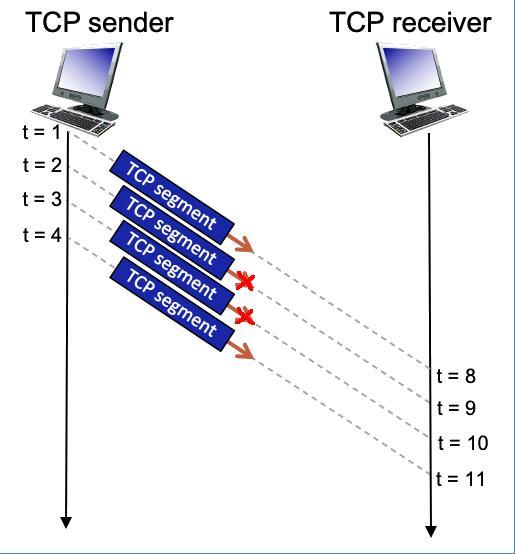 TCP sender
TCP receiver
t = 1
t = 2
t = 3
t = 4
TCP segment
TCP segment
TCP segment
TCP segment
t = 8
t = 9
t = 10
t = 11